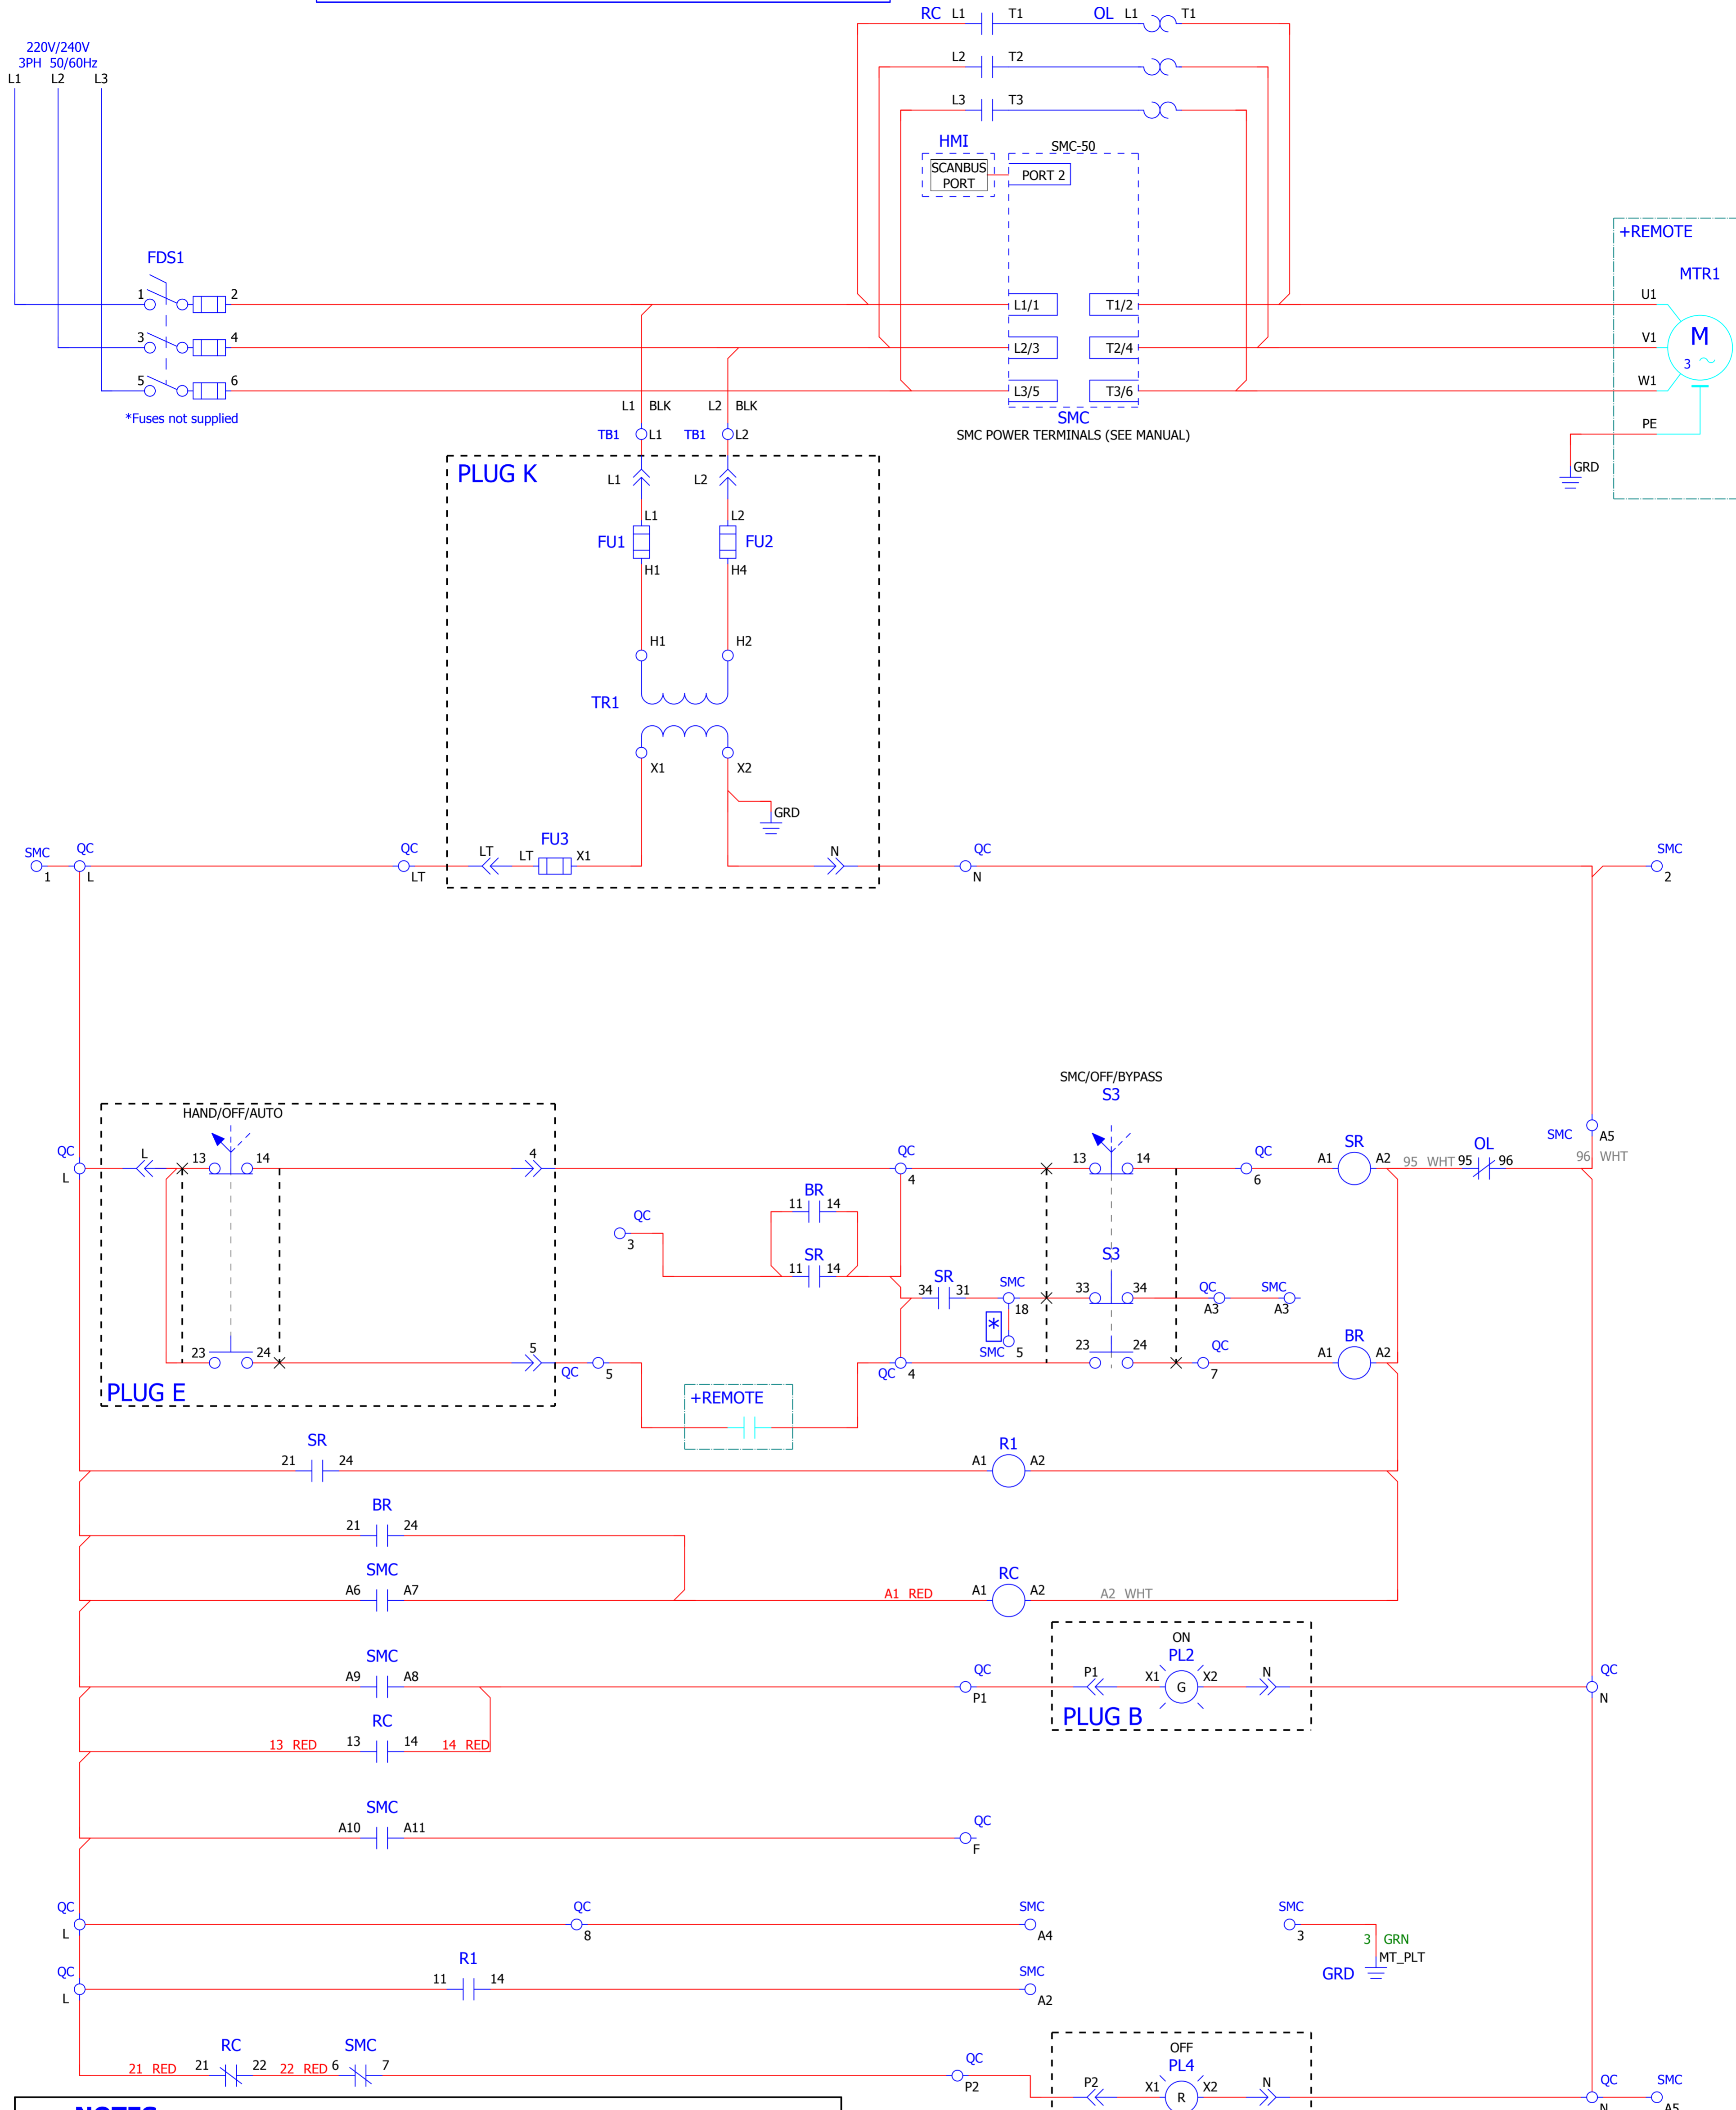 RC L1 T1 OL L1 T1
220V/240V
3PH 50/60Hz
L1 L2 L3
L2 T2
L3 T3
HMI
SMC-50
SCANBUS
PORT
PORT 2
+REMOTE
FDS1
MTR1
1 2
L1/1 T1/2
U1
3 4
L2/3 T2/4
V1
M
3
5 6
L3/5 T3/6
W1
*Fuses not supplied
L1 BLK L2 BLK
SMC
PE
TB1 L1 TB1 L2
SMC POWER TERMINALS (SEE MANUAL)
GRD
PLUG K
L1 L2
L1 L2
FU1 FU2
H1 H4
H1 H2
TR1
X1 X2
GRD
FU3
SMC QC QC LT LT X1 N QC SMC
1 L LT N 2
SMC/OFF/BYPASS
S3
HAND/OFF/AUTO
SMC A5
96 WHT
QC L 13 14 4 QC 13 14 QC SR OL
A1 A2 95 WHT 95 96
L 4 6
BR
11 14
QC
3
SR
11 14
S3
SR
34 31 SMC 33 34 QC SMC
18 A3 A3
*
SMC 5
23 24 5 23 24 QC BR
A1 A2
QC 5 QC 4 7
PLUG E
+REMOTE
SR
21 24
R1
A1 A2
BR
21 24
SMC
A6 A7
RC
A1 RED A1 A2 A2 WHT
ON
PL2
SMC
A9 A8
QC P1 X1 G X2 N QC
P1 N
PLUG B
RC
13 RED 13 14 14 RED
SMC
A10 A11
QC
F
QC QC SMC SMC
L 8 A4 3
3 GRN
MT_PLT
GRD
QC R1 SMC
11 14
L A2
OFF
PL4
RC SMC
21 RED 21 22 22 RED 6 7
QC
P2
P2 X1 R X2 N
QC SMC
N A5
NOTES